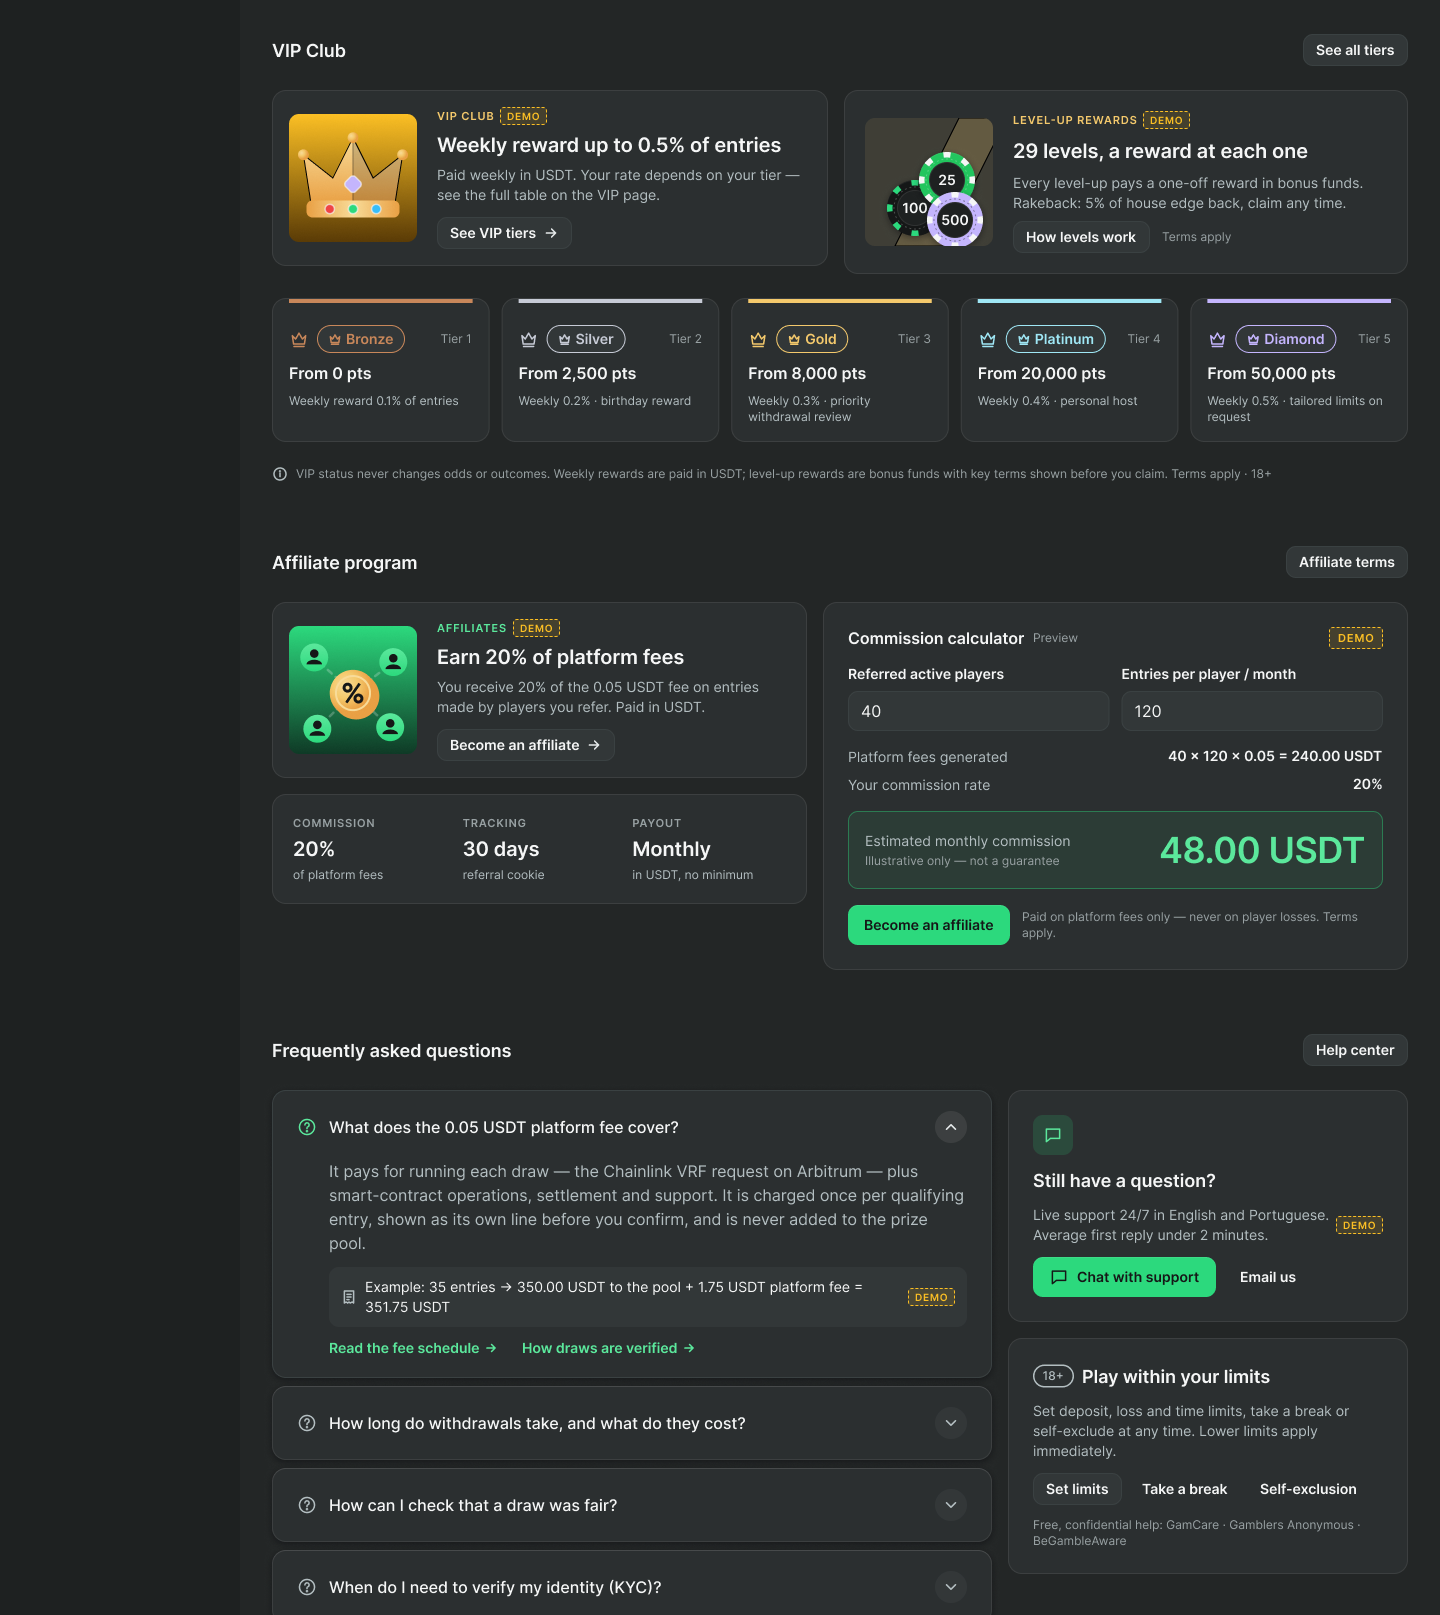 VIP Club
See all tiers
VIP CLUB DEMO
Weekly reward up to 0.5% of entries
Paid weekly in USDT. Your rate depends on your tier —
see the full table on the VIP page.
See VIP tiers →
25
100
500
LEVEL-UP REWARDS DEMO
29 levels, a reward at each one
Every level-up pays a one-off reward in bonus funds.
Rakeback: 5% of house edge back, claim any time.
How levels work Terms apply
Bronze Tier 1
From 0 pts
Weekly reward 0.1% of entries
Silver Tier 2
From 2,500 pts
Weekly 0.2% · birthday reward
Gold Tier 3
From 8,000 pts
Weekly 0.3% · priority
withdrawal review
Platinum Tier 4
From 20,000 pts
Weekly 0.4% · personal host
Diamond Tier 5
From 50,000 pts
Weekly 0.5% · tailored limits on
request
VIP status never changes odds or outcomes. Weekly rewards are paid in USDT; level-up rewards are bonus funds with key terms shown before you claim. Terms apply · 18+
Affiliate program
Affiliate terms
%
AFFILIATES DEMO
Earn 20% of platform fees
You receive 20% of the 0.05 USDT fee on entries
made by players you refer. Paid in USDT.
Become an affiliate →
COMMISSION
20%
of platform fees
TRACKING
30 days
referral cookie
PAYOUT
Monthly
in USDT, no minimum
Commission calculator Preview DEMO
Referred active players
40
Entries per player / month
120
Platform fees generated 40 × 120 × 0.05 = 240.00 USDT
Your commission rate 20%
Estimated monthly commission
Illustrative only — not a guarantee
48.00 USDT
Become an affiliate
Paid on platform fees only — never on player losses. Terms
apply.
Frequently asked questions
Help center
What does the 0.05 USDT platform fee cover?
It pays for running each draw — the Chainlink VRF request on Arbitrum — plus
smart-contract operations, settlement and support. It is charged once per qualifying
entry, shown as its own line before you confirm, and is never added to the prize
pool.
Example: 35 entries → 350.00 USDT to the pool + 1.75 USDT platform fee =
351.75 USDT
DEMO
Read the fee schedule → How draws are verified →
How long do withdrawals take, and what do they cost?
How can I check that a draw was fair?
When do I need to verify my identity (KYC)?
Still have a question?
Live support 24/7 in English and Portuguese.
Average first reply under 2 minutes.
DEMO
Chat with support Email us
18+ Play within your limits
Set deposit, loss and time limits, take a break or
self-exclude at any time. Lower limits apply
immediately.
Set limits Take a break Self-exclusion
Free, confidential help: GamCare · Gamblers Anonymous ·
BeGambleAware